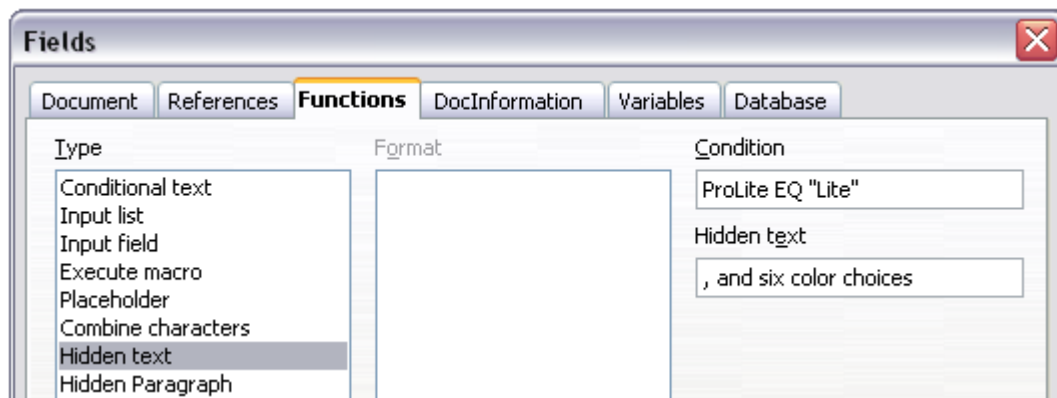 Fields
Document References Functions DocInformation Variables Database
Type Format Condition
Conditional text
Input list
Input field
Execute macro
Placeholder
Combine characters
Hidden text
Hidden Paragraph
ProLite EQ "Lite"
Hidden text
, and six color choices